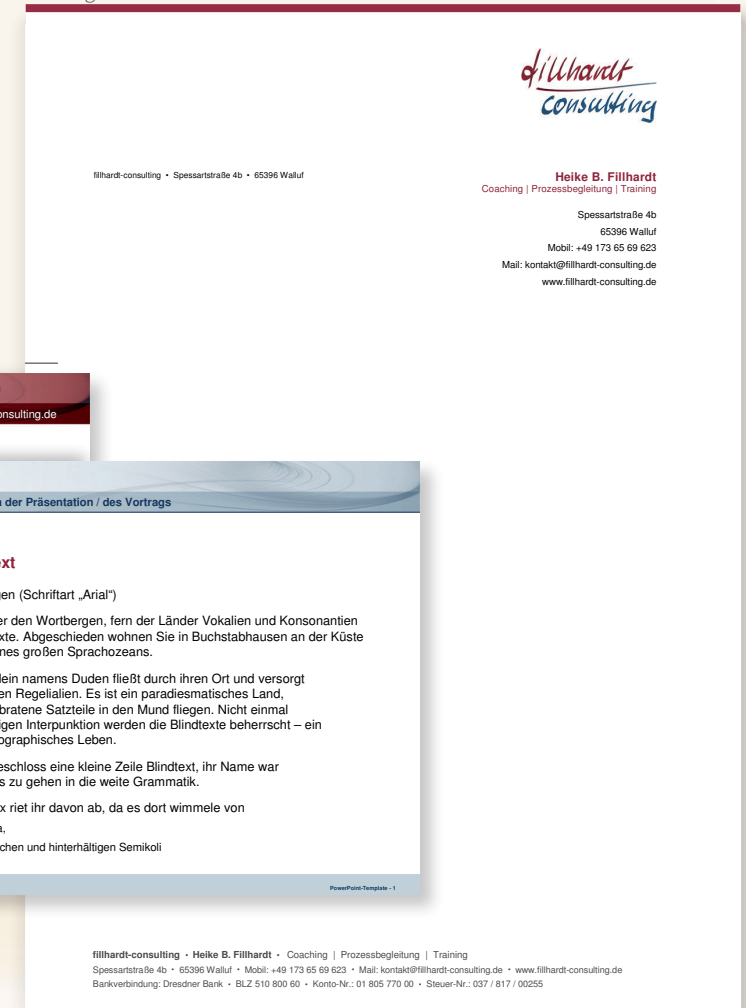 fillhardt
consulting
fillhardt-consulting • Spessartstraße 4b • 65396 Walluf
Heike B. Fillhardt
Coaching | Prozessbegleitung | Training
Spessartstraße 4b
65396 Walluf
Mobil: +49 173 65 69 623
Mail: kontakt@fillhardt-consulting.de
www.fillhardt-consulting.de
onsulting.de
der Präsentation / des Vortrags
ext
gen (Schriftart „Arial“)
er den Wortbergen, fern der Länder Vokalien und Konsonantien
xte. Abgeschieden wohnen Sie in Buchstabhausen an der Küste
nes großen Sprachozeans.
lein namens Duden fließt durch ihren Ort und versorgt
en Regelialien. Es ist ein paradiesmatisches Land,
bratene Satzteile in den Mund fliegen. Nicht einmal
igen Interpunktion werden die Blindtexte beherrscht – ein
ographisches Leben.
eschloss eine kleine Zeile Blindtext, ihr Name war
s zu gehen in die weite Grammatik.
x riet ihr davon ab, da es dort wimmele von
a,
chen und hinterhältigen Semikoli
PowerPoint-Template - 1
fillhardt-consulting • Heike B. Fillhardt • Coaching | Prozessbegleitung | Training
Spessartstraße 4b • 65396 Walluf • Mobil: +49 173 65 69 623 • Mail: kontakt@fillhardt-consulting.de • www.fillhardt-consulting.de
Bankverbindung: Dresdner Bank • BLZ 510 800 60 • Konto-Nr.: 01 805 770 00 • Steuer-Nr.: 037 / 817 / 00255